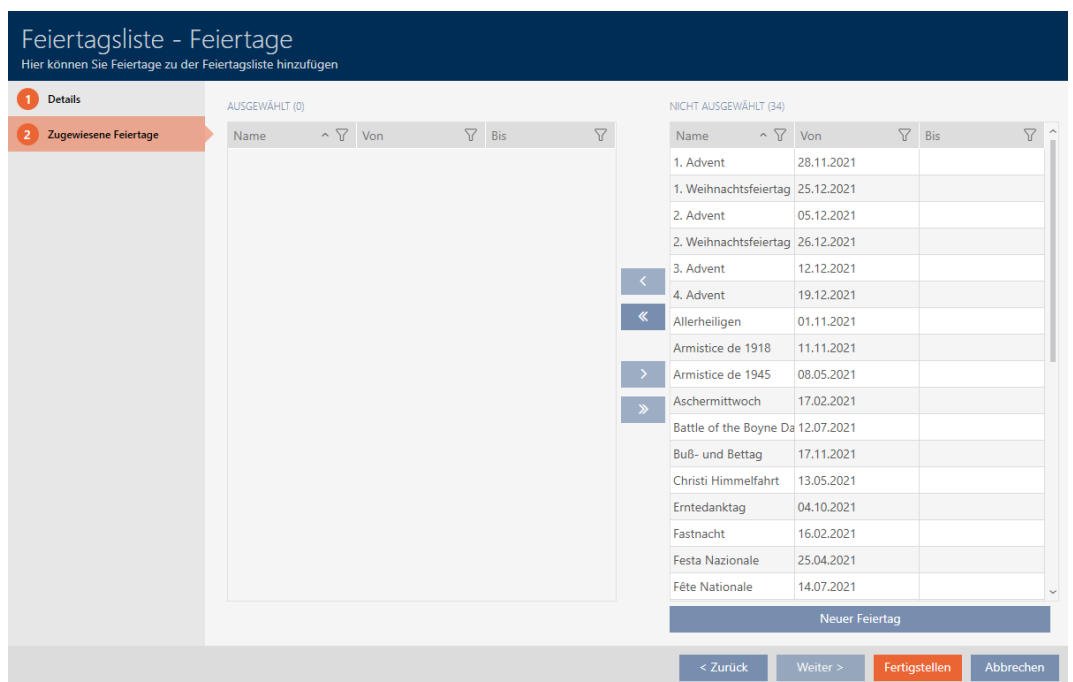 Feiertagsliste - Feiertage
Hier können Sie Feiertage zu der Feiertagsliste hinzufügen
1 Details
2 Zugewiesene Feiertage
AUSGEWÄHLT (0)
Name Von Bis
NICHT AUSGEWÄHLT (34)
Name Von Bis
1. Advent 28.11.2021
1. Weihnachtsfeiertag 25.12.2021
2. Advent 05.12.2021
2. Weihnachtsfeiertag 26.12.2021
3. Advent 12.12.2021
4. Advent 19.12.2021
Allerheiligen 01.11.2021
Armistice de 1918 11.11.2021
Armistice de 1945 08.05.2021
Aschermittwoch 17.02.2021
Battle of the Boyne Da 12.07.2021
Buß- und Bettag 17.11.2021
Christi Himmelfahrt 13.05.2021
Erntedanktag 04.10.2021
Fastnacht 16.02.2021
Festa Nazionale 25.04.2021
Fête Nationale 14.07.2021
Neuer Feiertag
< Zurück Weiter > Fertigstellen Abbrechen